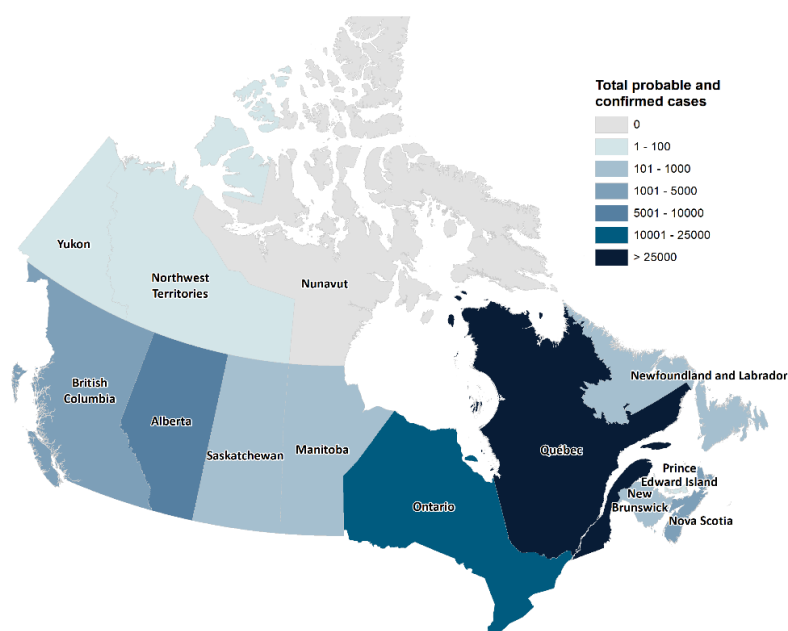 Total probable and
confirmed cases
0
1 - 100
101 - 1000
1001 - 5000
5001 - 10000
10001 - 25000
> 25000
Yukon
Northwest
Territories
Nunavut
British
Columbia
Alberta
Saskatchewan
Manitoba
Ontario
Québec
Newfoundland and Labrador
Prince
Edward Island
New
Brunswick
Nova Scotia